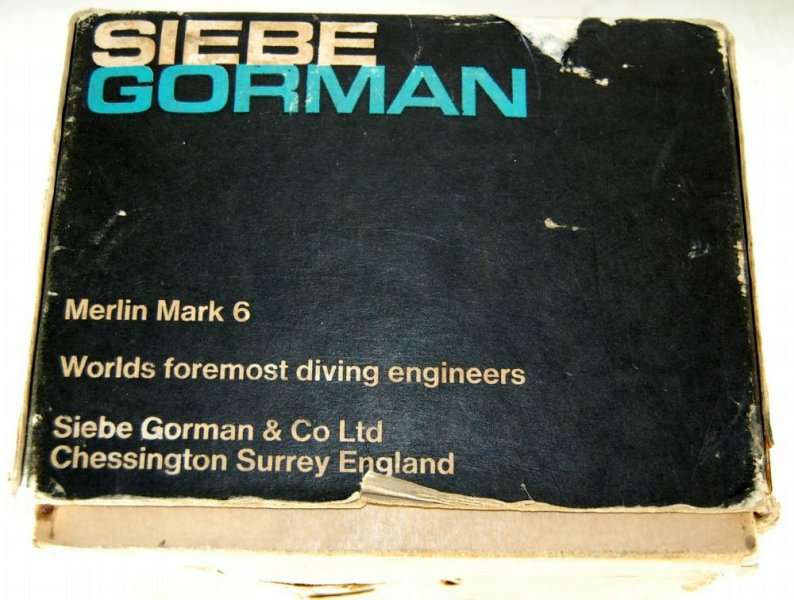 SIEBE
GORMAN
Merlin Mark 6
Worlds foremost diving engineers
Siebe Gorman & Co Ltd
Chessington Surrey England